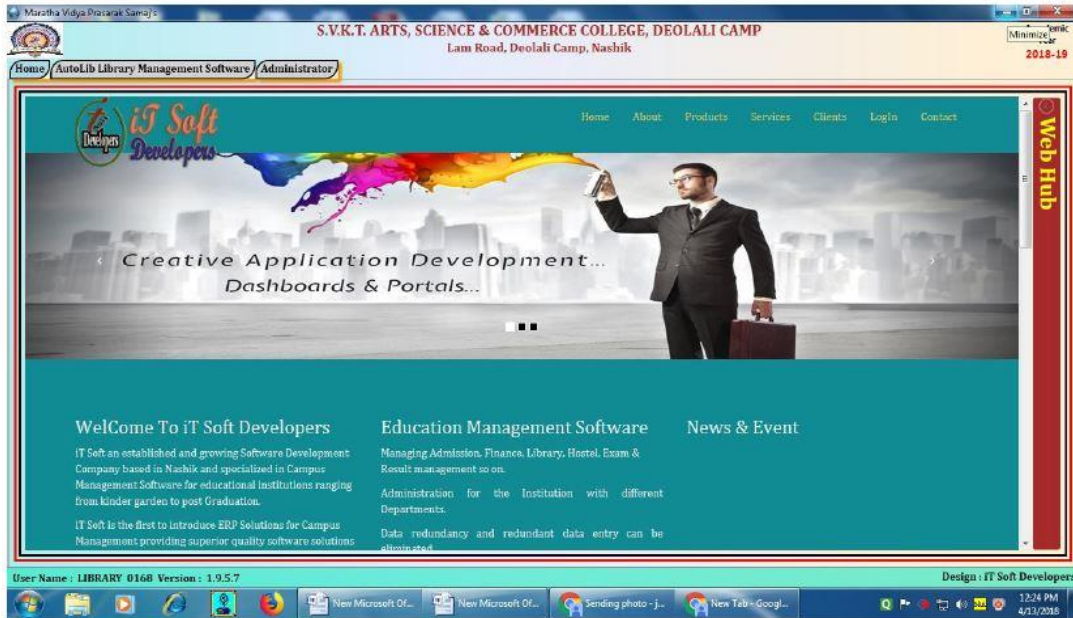 Maratha Vidya Prasarak Samaj's
S.V.K.T. ARTS, SCIENCE & COMMERCE COLLEGE, DEOLALI CAMP
Lam Road, Deolali Camp, Nashik
Minimize
2018-19
Home AutoLib Library Management Software Administrator
iT Soft
Developers
Developers
Home About Products Services Clients LogIn Contact
Web Hub
Creative Application Development...
Dashboards & Portals...
WelCome To iT Soft Developers
iT Soft an established and growing Software Development
Company based in Nashik and specialized in Campus
Management Software for educational institutions ranging
from kinder garden to post Graduation.
iT Soft is the first to introduce ERP Solutions for Campus
Management providing superior quality software solutions
Education Management Software
Managing Admission, Finance, Library, Hostel, Exam &
Result management so on.
Administration for the Institution with different
Departments.
Data redundancy and redundant data entry can be
eliminated
News & Event
User Name : LIBRARY 0168 Version : 1.9.5.7
Design : iT Soft Developers
New Microsoft Of... New Microsoft Of... Sending photo - j... New Tab - Googl...
12:24 PM
4/13/2018